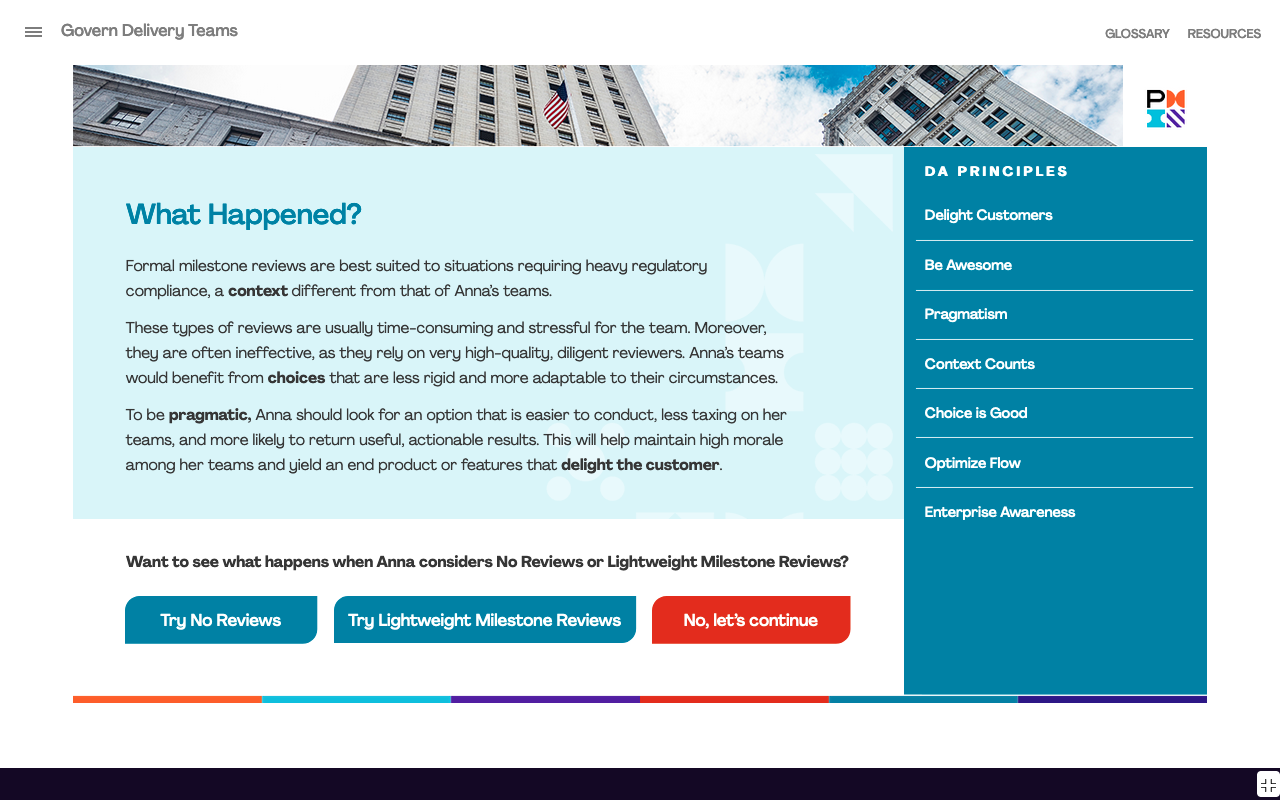 Govern Delivery Teams
GLOSSARY RESOURCES
DA PRINCIPLES
Delight Customers
Be Awesome
Pragmatism
Context Counts
Choice is Good
Optimize Flow
Enterprise Awareness
What Happened?
Formal milestone reviews are best suited to situations requiring heavy regulatory
compliance, a context different from that of Anna's teams.
These types of reviews are usually time-consuming and stressful for the team. Moreover,
they are often ineffective, as they rely on very high-quality, diligent reviewers. Anna's teams
would benefit from choices that are less rigid and more adaptable to their circumstances.
To be pragmatic, Anna should look for an option that is easier to conduct, less taxing on her
teams, and more likely to return useful, actionable results. This will help maintain high morale
among her teams and yield an end product or features that delight the customer.
Want to see what happens when Anna considers No Reviews or Lightweight Milestone Reviews?
Try No Reviews
Try Lightweight Milestone Reviews
No, let's continue